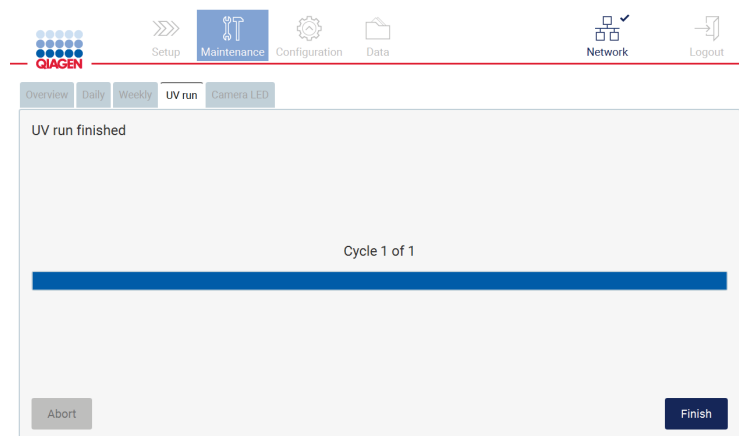 QIAGEN
Setup
Maintenance
Configuration
Data
Network
Logout
Overview
Daily
Weekly
UV run
Camera LED
UV run finished
Cycle 1 of 1
Abort
Finish